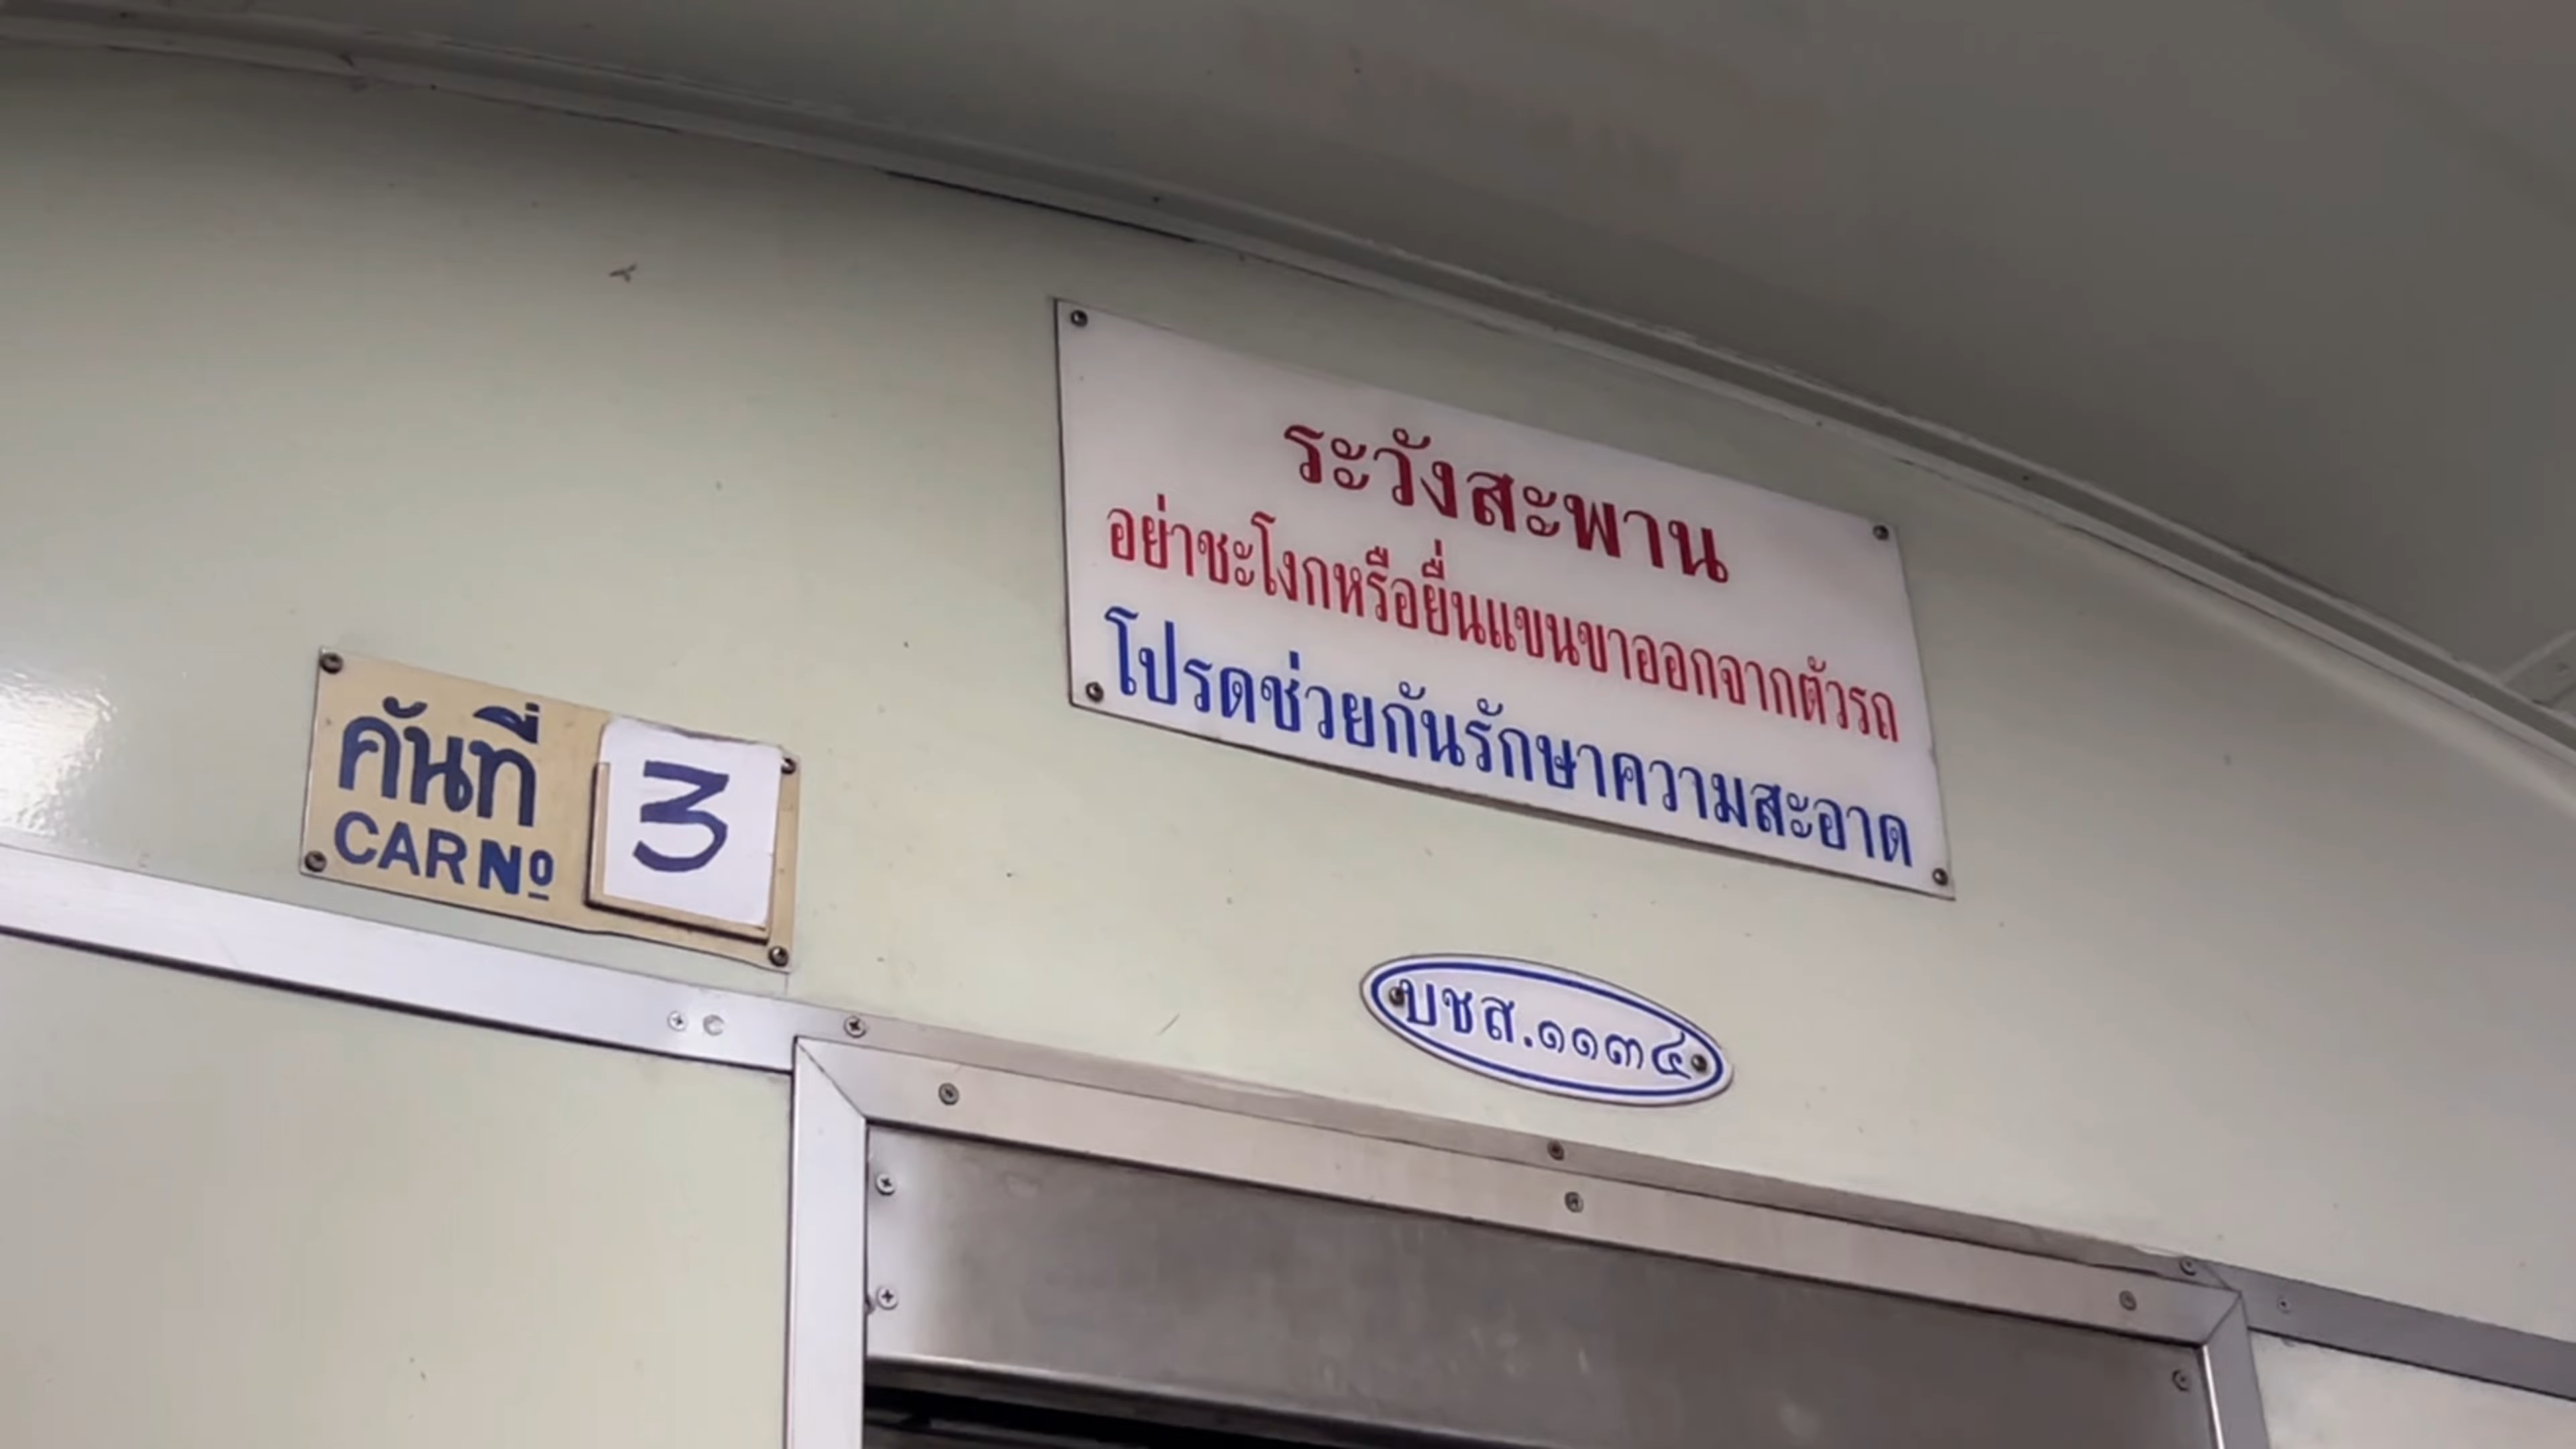 ระวังสะพาน
อย่าชะโงกหรือยื่นแขนขาออกจากตัวรถ
โปรดช่วยกันรักษาความสะอาด
คันที่ 3
CAR Nº
บชส.๑๑๓๔